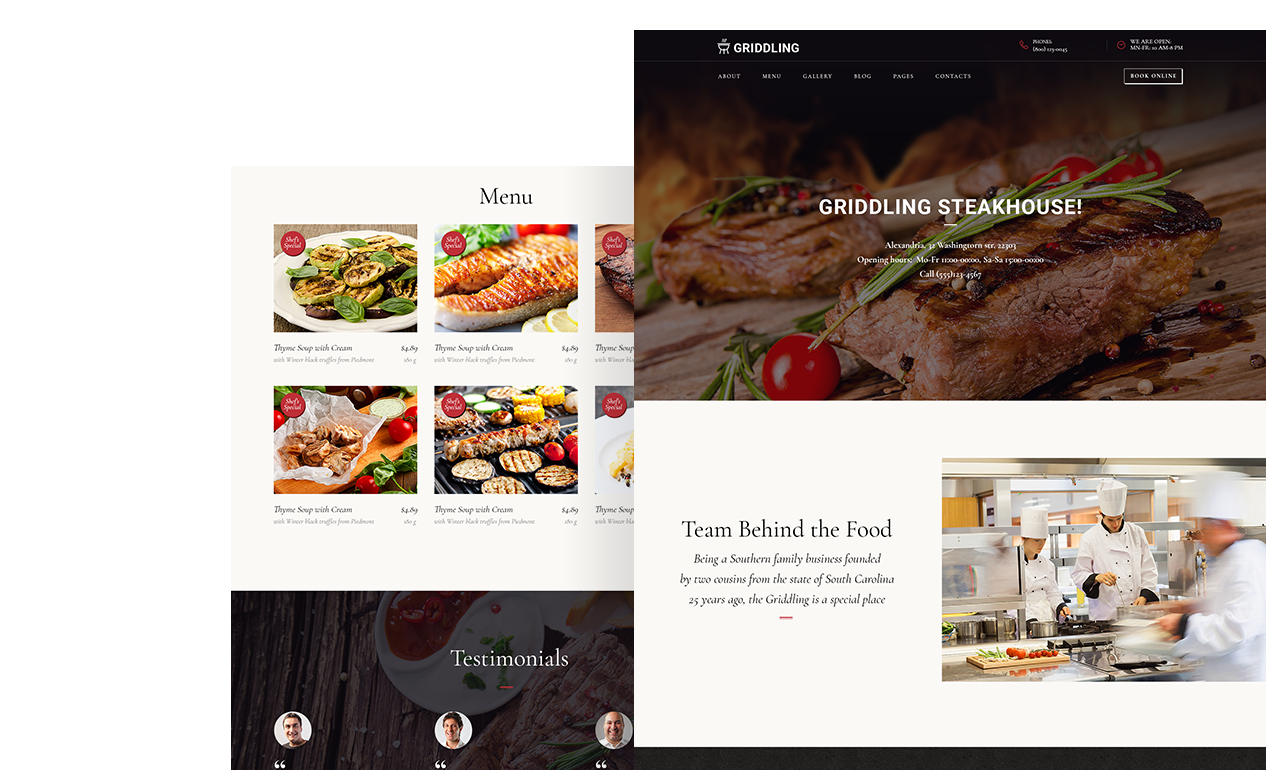 GRIDDLING
PHONES:
(800) 123-0045
WE ARE OPEN:
MN-FR: 10 AM-8 PM
ABOUT MENU GALLERY BLOG PAGES CONTACTS
BOOK ONLINE
GRIDDLING STEAKHOUSE!
Alexandria, 32 Washingtorn str, 22303
Opening hours: Mo-Fr 11:00-00:00, Sa-Sa 15:00-00:00
Call (555)123-4567
Team Behind the Food
Being a Southern family business founded
by two cousins from the state of South Carolina
25 years ago, the Griddling is a special place
Menu
Shef's
Special
Shef's
Special
Shef's
Special
Thyme Soup with Cream $4.89
with Winter black truffles from Piedmont 180 g
Thyme Soup with Cream $4.89
with Winter black truffles from Piedmont 180 g
Thyme Soup
with Winter bla
Shef's
Special
Shef's
Special
Shef's
Special
Thyme Soup with Cream $4.89
with Winter black truffles from Piedmont 180 g
Thyme Soup with Cream $4.89
with Winter black truffles from Piedmont 180 g
Thyme Soup
with Winter bla
Testimonials
“ “ “